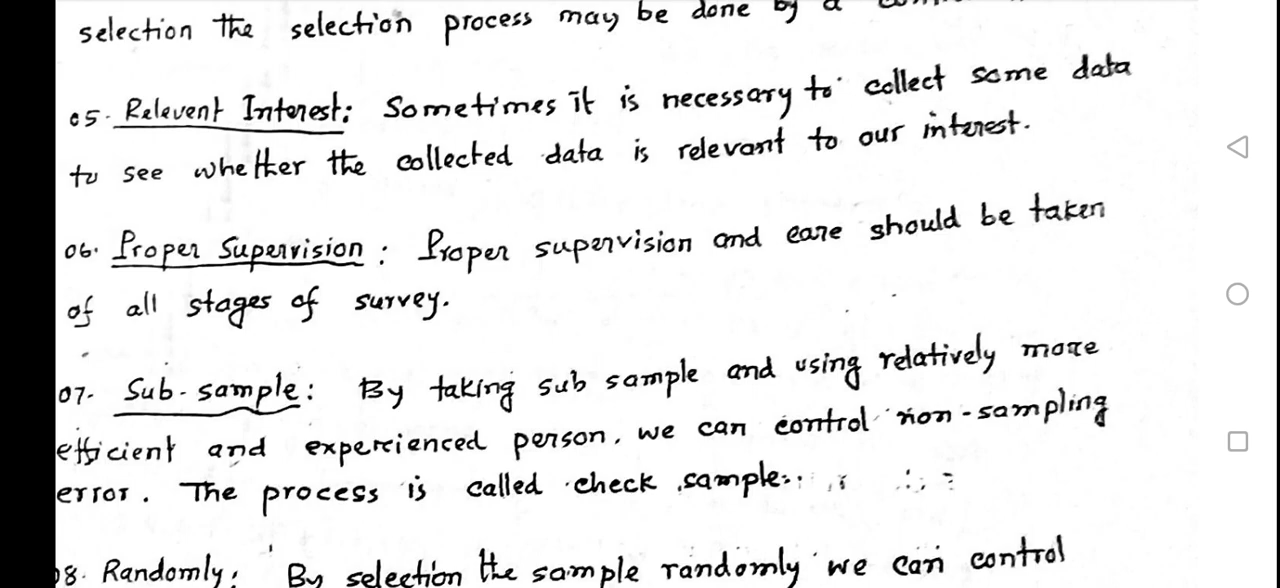 selection the selection process may be done by a
05. Relevent Interest: Sometimes it is necessary to collect some data
to see whether the collected data is relevant to our interest.
06. Proper Supervision: Proper supervision and care should be taken
of all stages of survey.
07. Sub-sample: By taking sub sample and using relatively more
efficient and experienced person, we can control non-sampling
error. The process is called check sample.
08. Randomly: By selection the sample randomly we can control